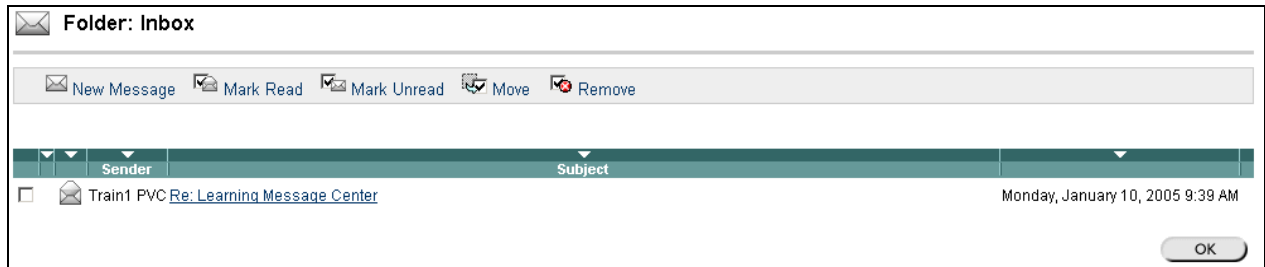 Folder: Inbox
New Message Mark Read Mark Unread Move Remove
Sender Subject
Train1 PVC Re: Learning Message Center Monday, January 10, 2005 9:39 AM
OK